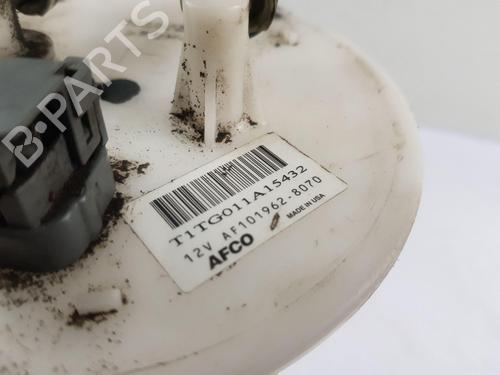 B-PARTS
T1TG011A15432
12V AF101962-8070
AFCO MADE IN USA